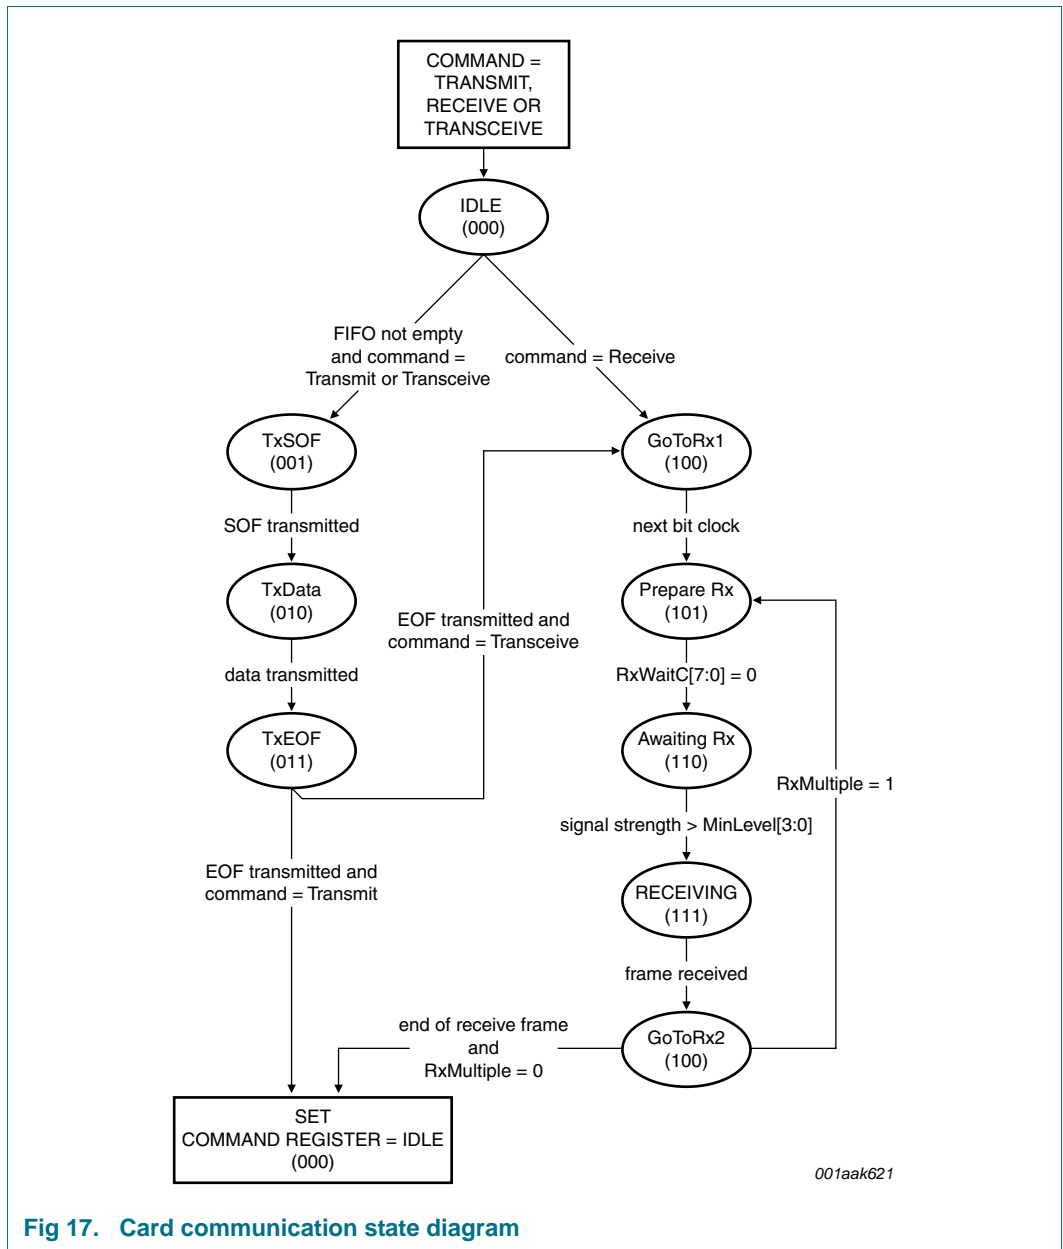 COMMAND =
TRANSMIT,
RECEIVE OR
TRANSCEIVE
IDLE
(000)
FIFO not empty
and command =
Transmit or Transceive
command = Receive
TxSOF
(001)
GoToRx1
(100)
SOF transmitted
next bit clock
TxData
(010)
Prepare Rx
(101)
EOF transmitted and
command = Transceive
data transmitted
RxWaitC[7:0] = 0
TxEOF
(011)
Awaiting Rx
(110)
RxMultiple = 1
signal strength > MinLevel[3:0]
EOF transmitted and
command = Transmit
RECEIVING
(111)
frame received
end of receive frame
and
RxMultiple = 0
GoToRx2
(100)
SET
COMMAND REGISTER = IDLE
(000)
001aak621
Fig 17. Card communication state diagram